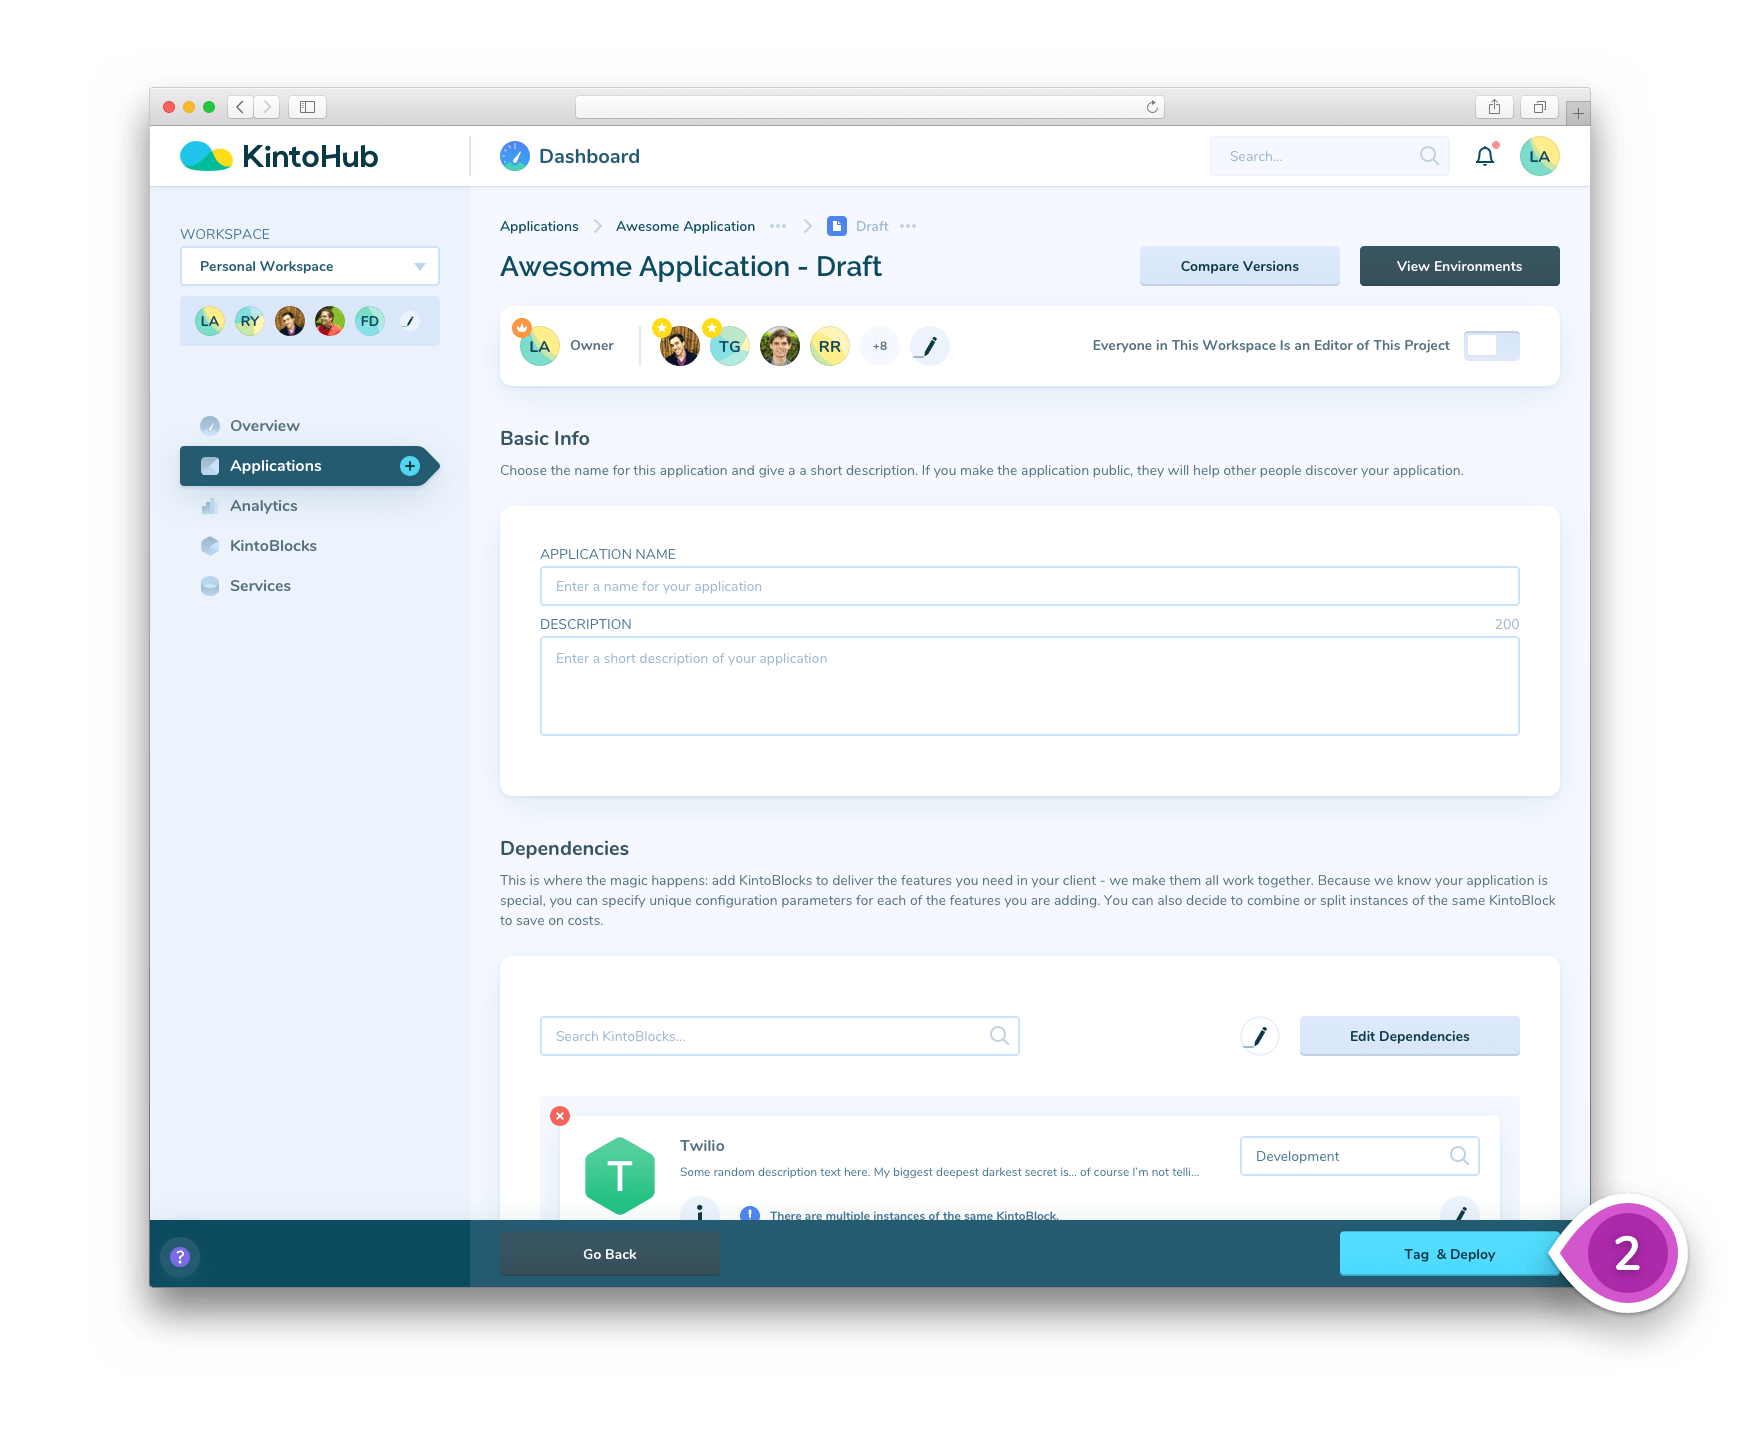 KintoHub
Dashboard
Search...
LA
WORKSPACE
Personal Workspace
LA
RY
FD
Overview
Applications
Analytics
KintoBlocks
Services
Applications
Awesome Application
Draft
Awesome Application - Draft
Compare Versions
View Environments
LA
Owner
TG
RR
+8
Everyone in This Workspace Is an Editor of This Project
Basic Info
Choose the name for this application and give a a short description. If you make the application public, they will help other people discover your application.
APPLICATION NAME
Enter a name for your application
DESCRIPTION
200
Enter a short description of your application
Dependencies
This is where the magic happens: add KintoBlocks to deliver the features you need in your client - we make them all work together. Because we know your application is
special, you can specify unique configuration parameters for each of the features you are adding. You can also decide to combine or split instances of the same KintoBlock
to save on costs.
Search KintoBlocks...
Edit Dependencies
T
Twilio
Some random description text here. My biggest deepest darkest secret is... of course I'm not telli...
Development
There are multiple instances of the same KintoBlock.
?
Go Back
Tag & Deploy
2